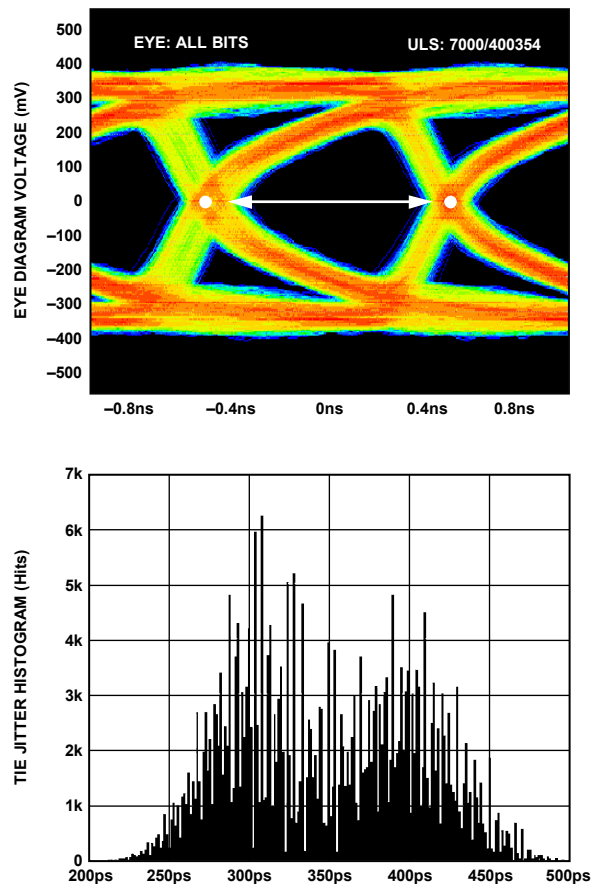 EYE DIAGRAM VOLTAGE (mV)
500
400
300
200
100
0
–100
–200
–300
–400
–500
EYE: ALL BITS
ULS: 7000/400354
–0.8ns –0.4ns 0ns 0.4ns 0.8ns
TIE JITTER HISTOGRAM (Hits)
7k
6k
5k
4k
3k
2k
1k
0
200ps 250ps 300ps 350ps 400ps 450ps 500ps